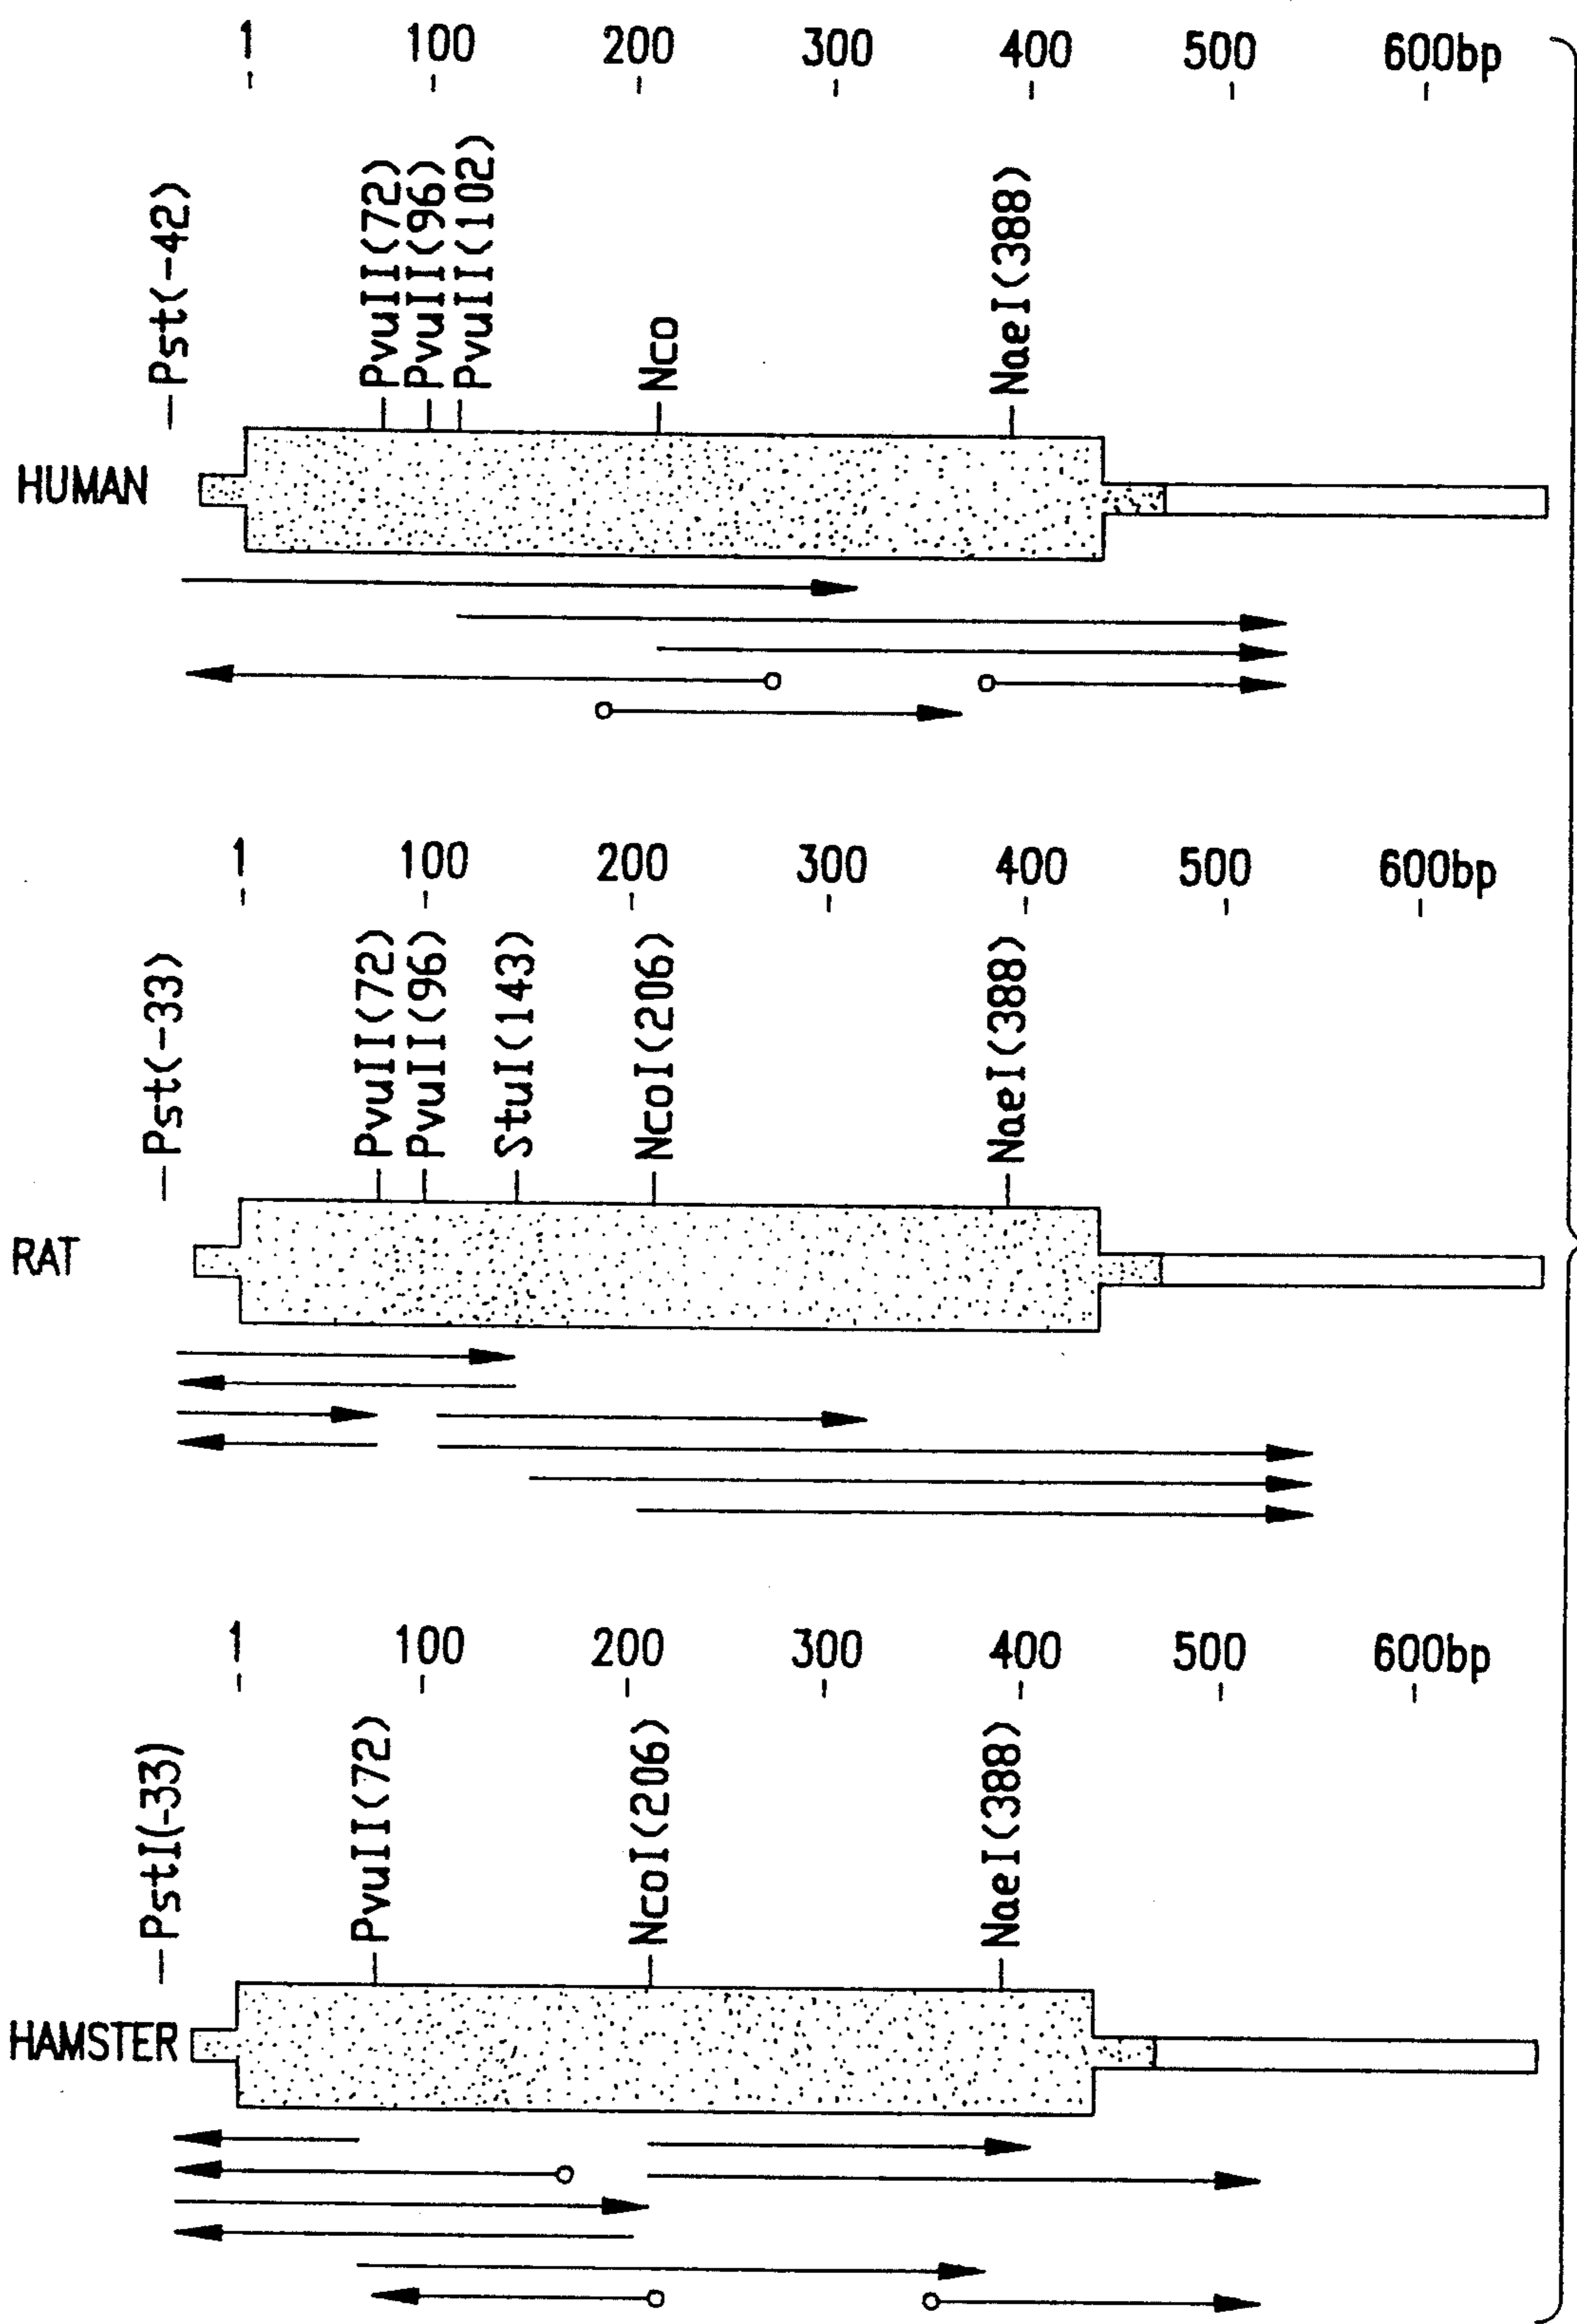 1 100 200 300 400 500 600bp
Pst(-42)
PvuII(72)
PvuII(96)
PvuII(102)
Nco
NaeI(388)
HUMAN
1 100 200 300 400 500 600bp
Pst(-33)
PvuII(72)
PvuII(96)
StuI(143)
NcoI(206)
NaeI(388)
RAT
1 100 200 300 400 500 600bp
PstI(-33)
PvuII(72)
NcoI(206)
NaeI(388)
HAMSTER